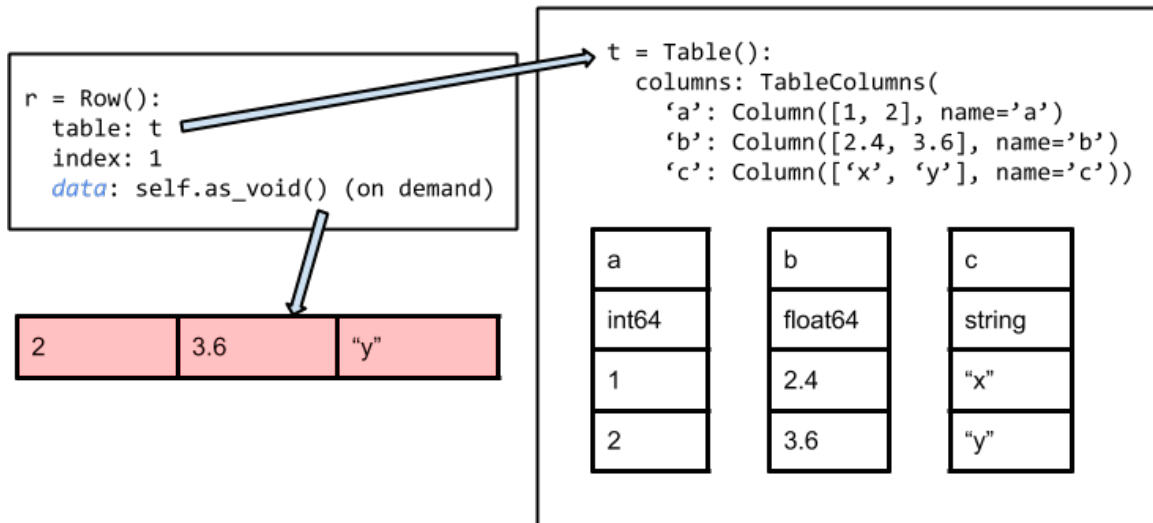 r = Row():
table: t
index: 1
data: self.as_void() (on demand)
2
3.6
“y”
t = Table():
columns: TableColumns(
‘a’: Column([1, 2], name=’a’)
‘b’: Column([2.4, 3.6], name=’b’)
‘c’: Column([‘x’, ‘y’], name=’c’))
a
b
c
int64
float64
string
1
2.4
“x”
2
3.6
“y”